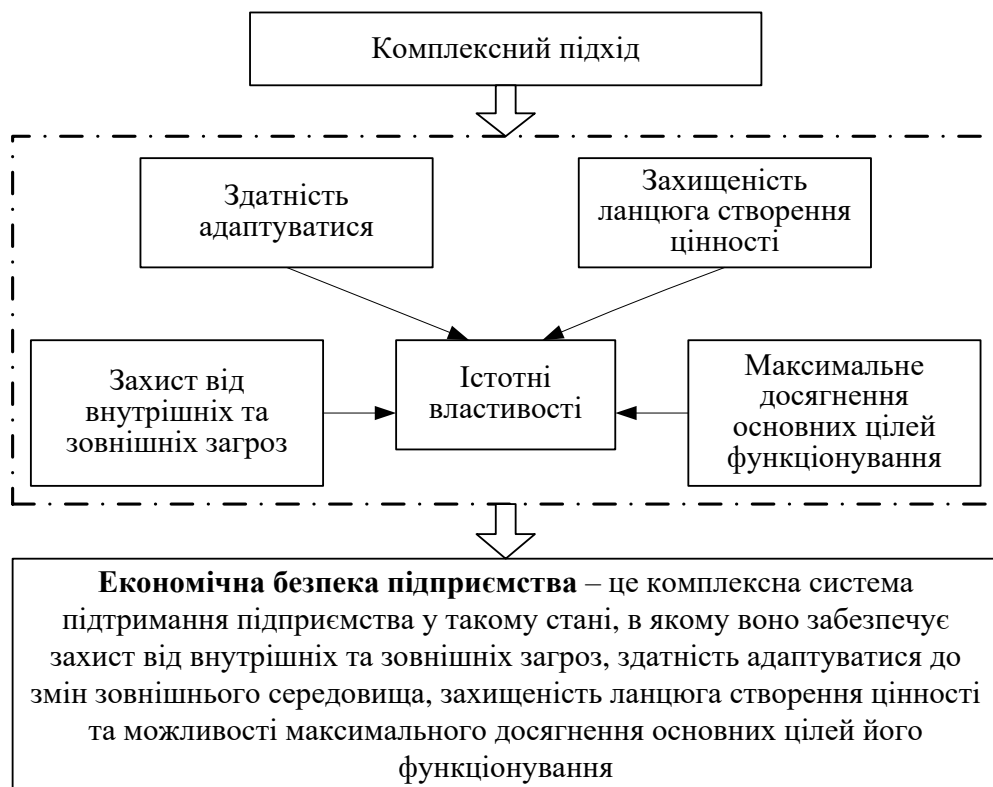 Комплексний підхід
Здатність
адаптуватися
Захищеність
ланцюга створення
цінності
Захист від
внутрішніх та
зовнішніх загроз
Істотні
властивості
Максимальне
досягнення
основних цілей
функціонування
Економічна безпека підприємства – це комплексна система
підтримання підприємства у такому стані, в якому воно забезпечує
захист від внутрішніх та зовнішніх загроз, здатність адаптуватися до
змін зовнішнього середовища, захищеність ланцюга створення цінності
та можливості максимального досягнення основних цілей його
функціонування